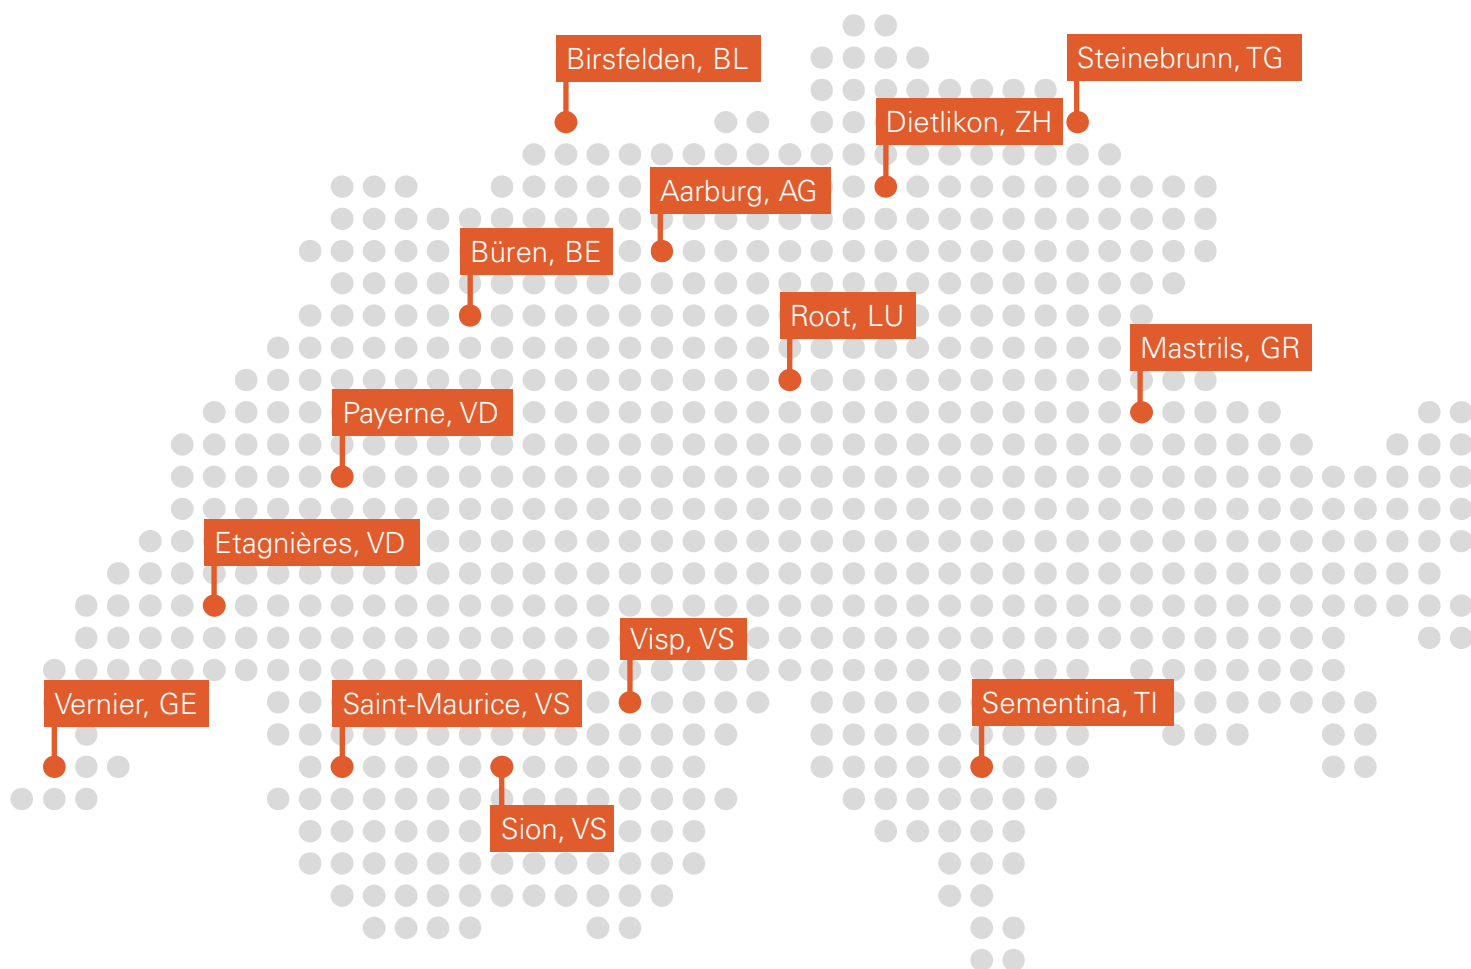 Birsfelden, BL
Steinebrunn, TG
Dietlikon, ZH
Aarburg, AG
Büren, BE
Root, LU
Mastrils, GR
Payerne, VD
Etagnières, VD
Visp, VS
Vernier, GE
Saint-Maurice, VS
Sementina, TI
Sion, VS